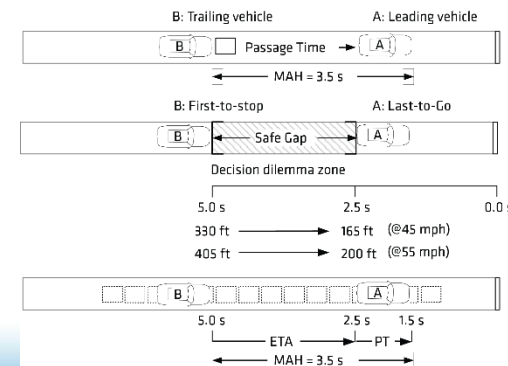 B: Trailing vehicle A: Leading vehicle
B Passage Time A
MAH = 3.5 s
B: First-to-stop A: Last-to-Go
B Safe Gap A
Decision dilemma zone
5.0 s 2.5 s 0.0 s
330 ft 165 ft (@45 mph)
405 ft 200 ft (@55 mph)
B A
5.0 s 2.5 s 1.5 s
ETA PT
MAH = 3.5 s